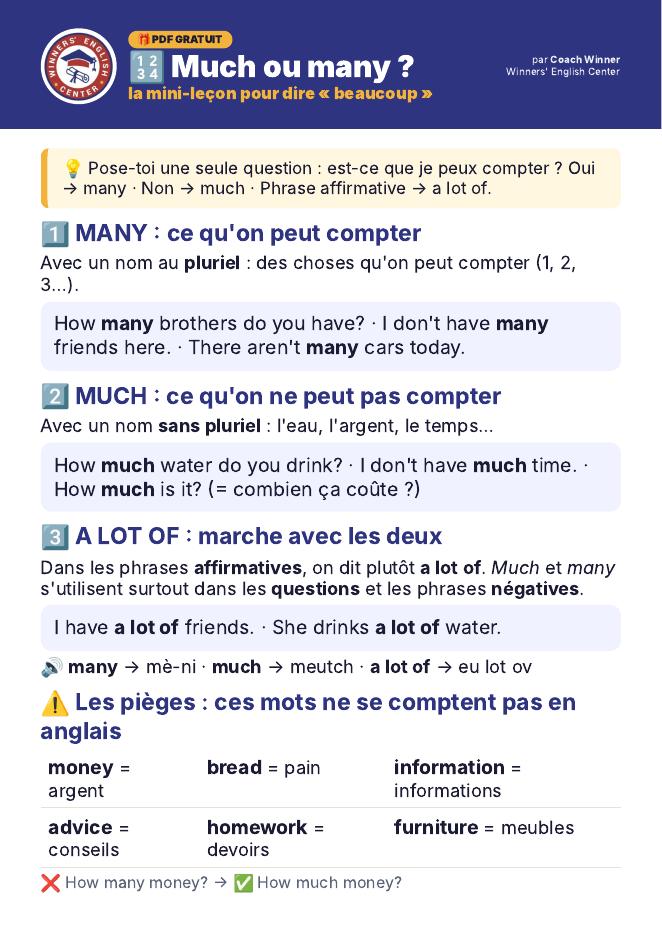 WINNERS' ENGLISH
CENTER
🎁 PDF GRATUIT
🔢 Much ou many ?
la mini-leçon pour dire « beaucoup »
par Coach Winner
Winners' English Center
💡 Pose-toi une seule question : est-ce que je peux compter ? Oui
→ many · Non → much · Phrase affirmative → a lot of.
1️⃣ MANY : ce qu'on peut compter
Avec un nom au pluriel : des choses qu'on peut compter (1, 2,
3...).
How many brothers do you have? · I don't have many
friends here. · There aren't many cars today.
2️⃣ MUCH : ce qu'on ne peut pas compter
Avec un nom sans pluriel : l'eau, l'argent, le temps...
How much water do you drink? · I don't have much time. ·
How much is it? (= combien ça coûte ?)
3️⃣ A LOT OF : marche avec les deux
Dans les phrases affirmatives, on dit plutôt a lot of. Much et many
s'utilisent surtout dans les questions et les phrases négatives.
I have a lot of friends. · She drinks a lot of water.
🔊 many → mè-ni · much → meutch · a lot of → eu lot ov
⚠️ Les pièges : ces mots ne se comptent pas en
anglais
money =
argent
bread = pain
information =
informations
advice =
conseils
homework =
devoirs
furniture = meubles
❌ How many money? → ✅ How much money?